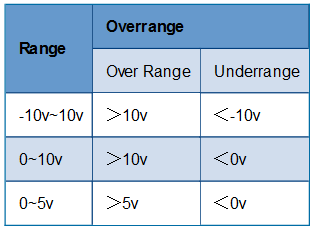 Range Overrange
Over Range Underrange
-10v~10v ＞10v ＜-10v
0~10v ＞10v ＜0v
0~5v ＞5v ＜0v